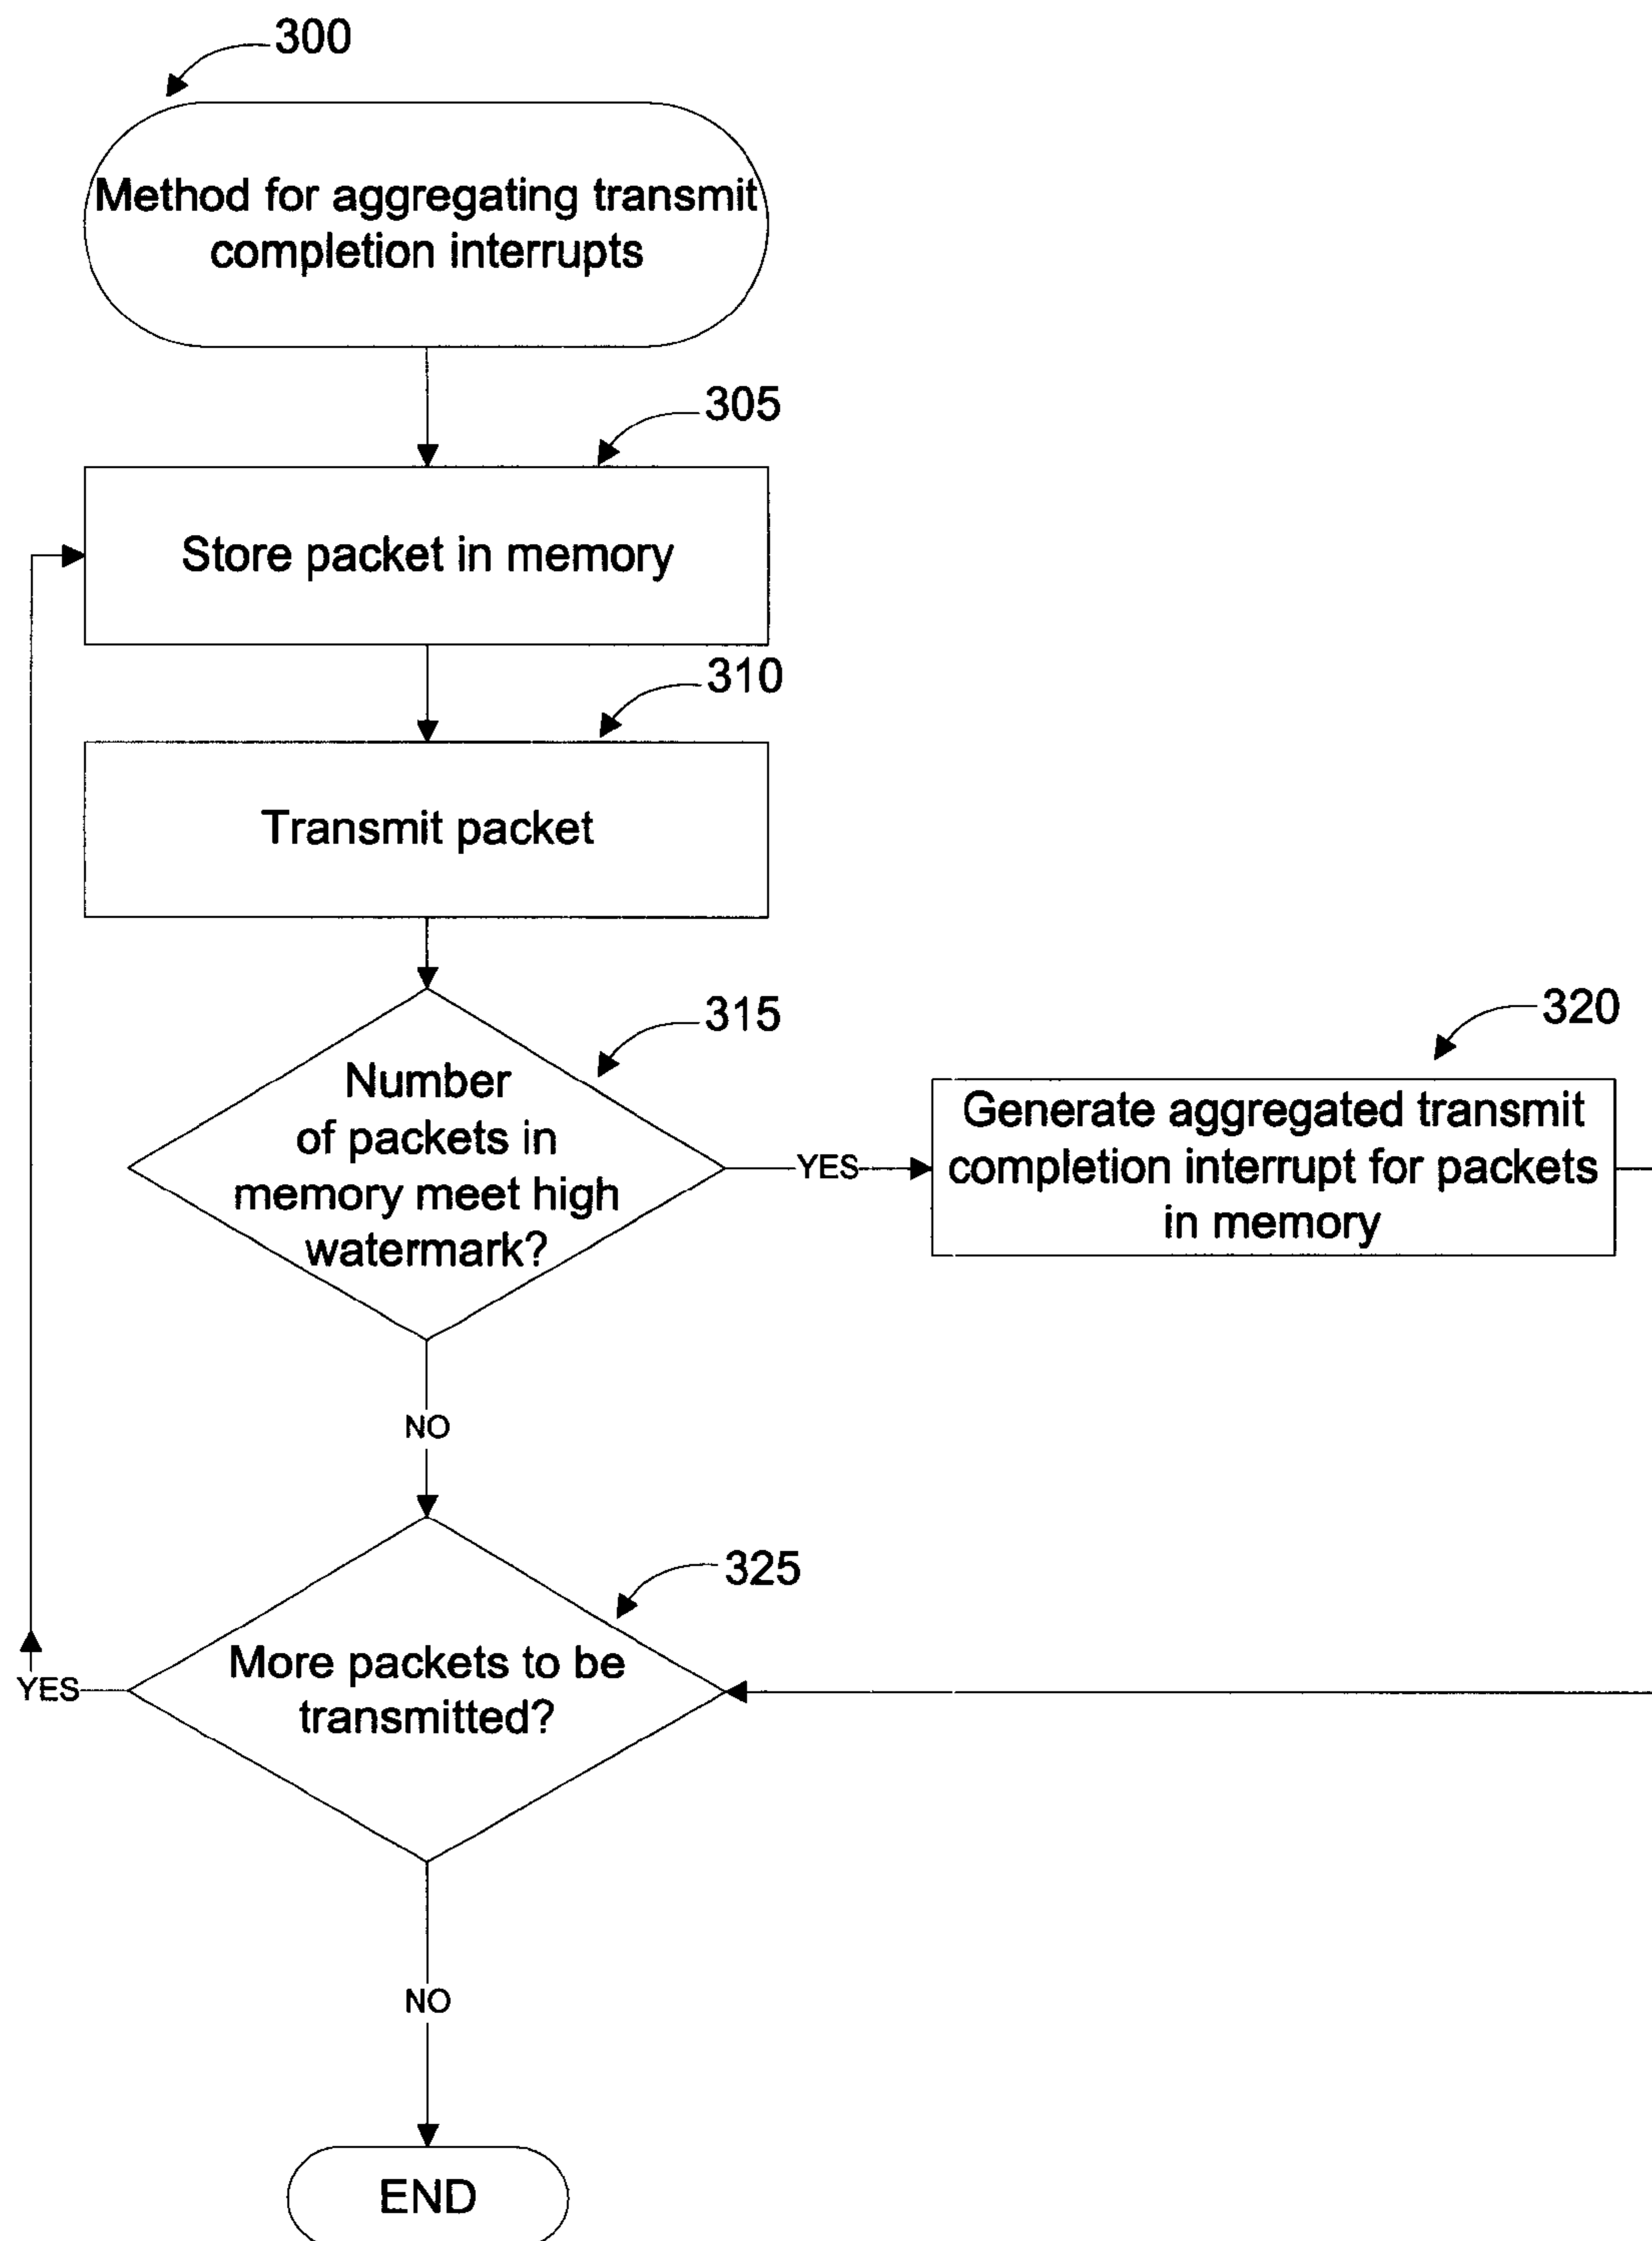 300
Method for aggregating transmit
completion interrupts
305
Store packet in memory
310
Transmit packet
315
Number
of packets in
memory meet high
watermark?
YES
320
Generate aggregated transmit
completion interrupt for packets
in memory
NO
325
More packets to be
transmitted?
YES
NO
END